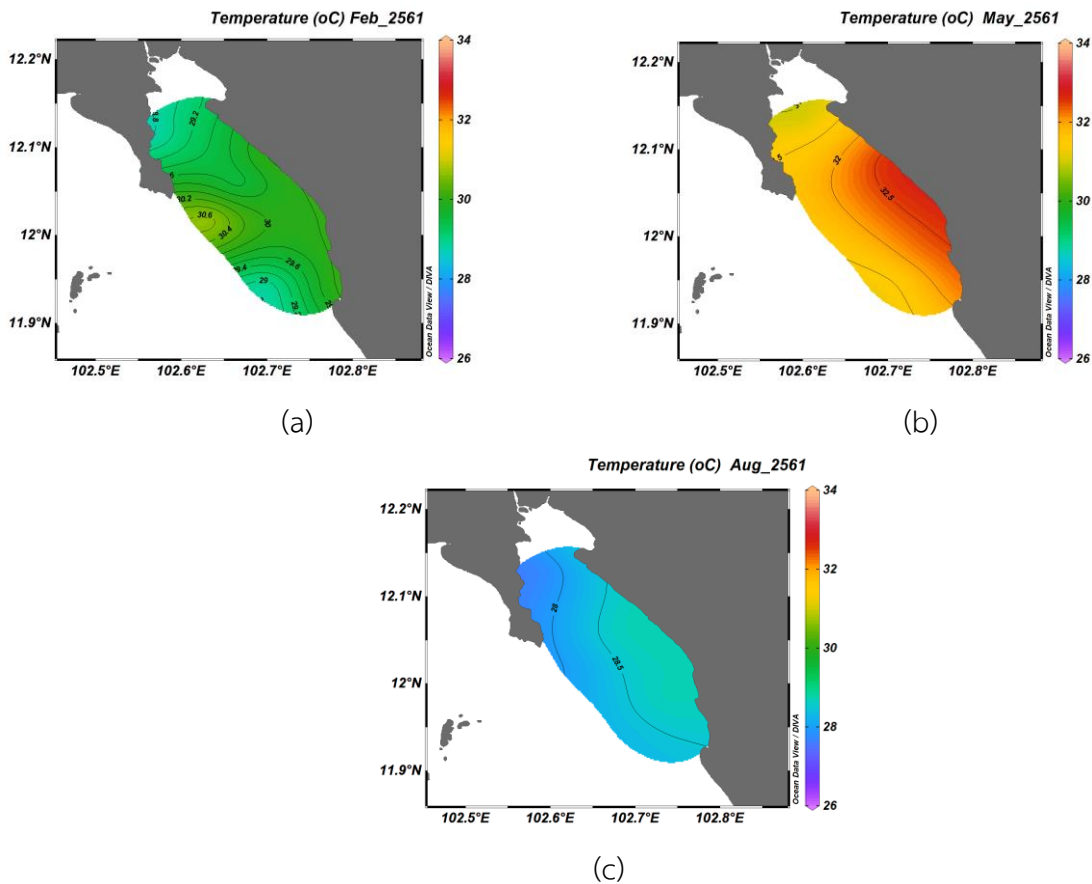 Temperature (oC) Feb_2561
12.2°N
12.1°N
12°N
11.9°N
102.5°E 102.6°E 102.7°E 102.8°E
34
32
30
28
26
Ocean Data View / DIVA
29.2
30.2
30.6
30.4
30
29.6
29
(a)
Temperature (oC) May_2561
12.2°N
12.1°N
12°N
11.9°N
102.5°E 102.6°E 102.7°E 102.8°E
34
32
30
28
26
Ocean Data View / DIVA
32
32.5
(b)
Temperature (oC) Aug_2561
12.2°N
12.1°N
12°N
11.9°N
102.5°E 102.6°E 102.7°E 102.8°E
34
32
30
28
26
Ocean Data View / DIVA
28
28.5
(c)